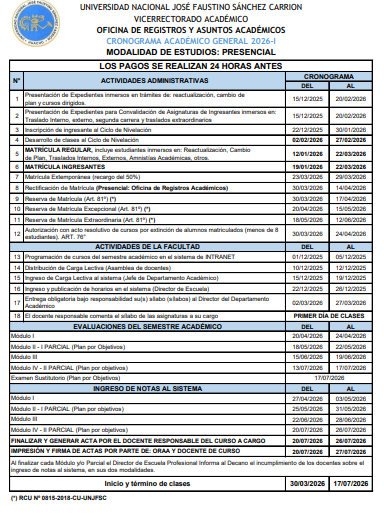 UNIVERSIDAD NACIONAL JOSÉ FAUSTINO SÁNCHEZ CARRION
VICERRECTORADO ACADÉMICO
OFICINA DE REGISTROS Y ASUNTOS ACADÉMICOS
CRONOGRAMA ACADÉMICO GENERAL 2026-I
MODALIDAD DE ESTUDIOS: PRESENCIAL
LOS PAGOS SE REALIZAN 24 HORAS ANTES
N° ACTIVIDADES ADMINISTRATIVAS CRONOGRAMA
DEL AL
1 Presentación de Expedientes inmersos en trámites de: reactualización, cambio de plan y cursos dirigidos. 15/12/2025 20/02/2026
2 Presentación de Expedientes para Convalidación de Asignaturas de Ingresantes inmersos en: Traslado Interno, externo, segunda carrera y traslados extraordinarios 15/12/2025 20/02/2026
3 Inscripción de ingresante al Ciclo de Nivelación 22/12/2025 30/01/2026
4 Desarrollo de clases al Ciclo de Nivelación 02/02/2026 27/02/2026
5 MATRÍCULA REGULAR, incluye estudiantes inmersos en: Reactualización, Cambio de Plan, Traslados Internos, Externos, Amnistías Académicas, otros. 12/01/2026 22/03/2026
6 MATRÍCULA INGRESANTES 19/01/2026 22/03/2026
7 Matrícula Extemporánea (recargo del 50%) 23/03/2026 29/03/2026
8 Rectificación de Matrícula (Presencial: Oficina de Registros Académicos) 30/03/2026 14/04/2026
9 Reserva de Matrícula (Art. 81°) (*) 30/03/2026 17/04/2026
10 Reserva de Matrícula Excepcional (Art. 81°) (*) 20/04/2026 15/05/2026
11 Reserva de Matrícula Extraordinaria (Art. 81°) (*) 18/05/2026 12/06/2026
12 Autorización con acto resolutivo de cursos por extinción de alumnos matriculados (menos de 8 estudiantes). ART. 76° 30/03/2026 24/04/2026
ACTIVIDADES DE LA FACULTAD DEL AL
13 Programación de cursos del semestre académico en el sistema de INTRANET 01/12/2025 05/12/2025
14 Distribución de Carga Lectiva (Asamblea de docentes) 10/12/2025 12/12/2025
15 Ingreso de Carga Lectiva al sistema (Jefe de Departamento Académico) 15/12/2025 19/12/2025
16 Ingreso y publicación de horarios en el sistema (Director de Escuela) 22/12/2025 26/12/2025
17 Entrega obligatoria bajo responsabilidad su(s) sílabo (sílabos) al Director del Departamento Académico 02/03/2026 27/03/2026
18 El docente responsable comenta el sílabo de las asignaturas a su cargo PRIMER DÍA DE CLASES
EVALUACIONES DEL SEMESTRE ACADÉMICO DEL AL
Módulo I 20/04/2026 24/04/2026
Módulo II - I PARCIAL (Plan por Objetivos) 18/05/2026 22/05/2026
Módulo III 15/06/2026 19/06/2026
Módulo IV - II PARCIAL (Plan por Objetivos) 13/07/2026 17/07/2026
Examen Sustitutorio (Plan por Objetivos) 17/07/2026
INGRESO DE NOTAS AL SISTEMA DEL AL
Módulo I 27/04/2026 03/05/2026
Módulo II - I PARCIAL (Plan por Objetivos) 25/05/2026 31/05/2026
Módulo III 22/06/2026 28/06/2026
Módulo IV - II PARCIAL (Plan por Objetivos) 20/07/2026 26/07/2026
FINALIZAR Y GENERAR ACTA POR EL DOCENTE RESPONSABLE DEL CURSO A CARGO 20/07/2026 26/07/2026
IMPRESIÓN Y FIRMA DE ACTAS POR PARTE DE: ORAA Y DOCENTE DE CURSO 20/07/2026 27/07/2026
Al finalizar cada Módulo y/o Parcial el Director de Escuela Profesional Informa al Decano el incumplimiento de los docentes sobre el ingreso de notas al sistema, en sus dos modalidades.
Inicio y término de clases 30/03/2026 17/07/2026
(*) RCU Nº 0815-2018-CU-UNJFSC